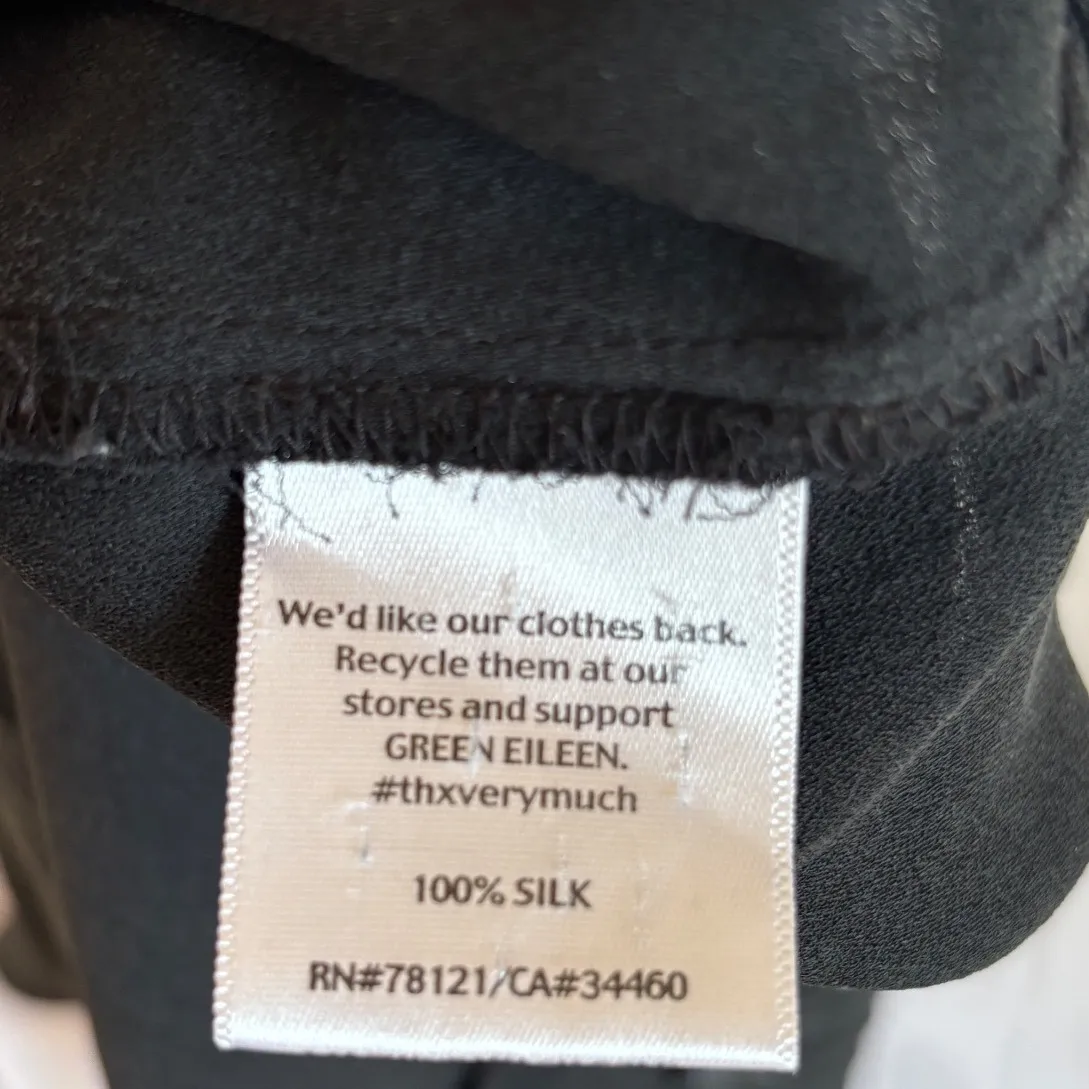 We'd like our clothes back.
Recycle them at our
stores and support
GREEN EILEEN.
#thxverymuch
100% SILK
RN#78121/CA#34460